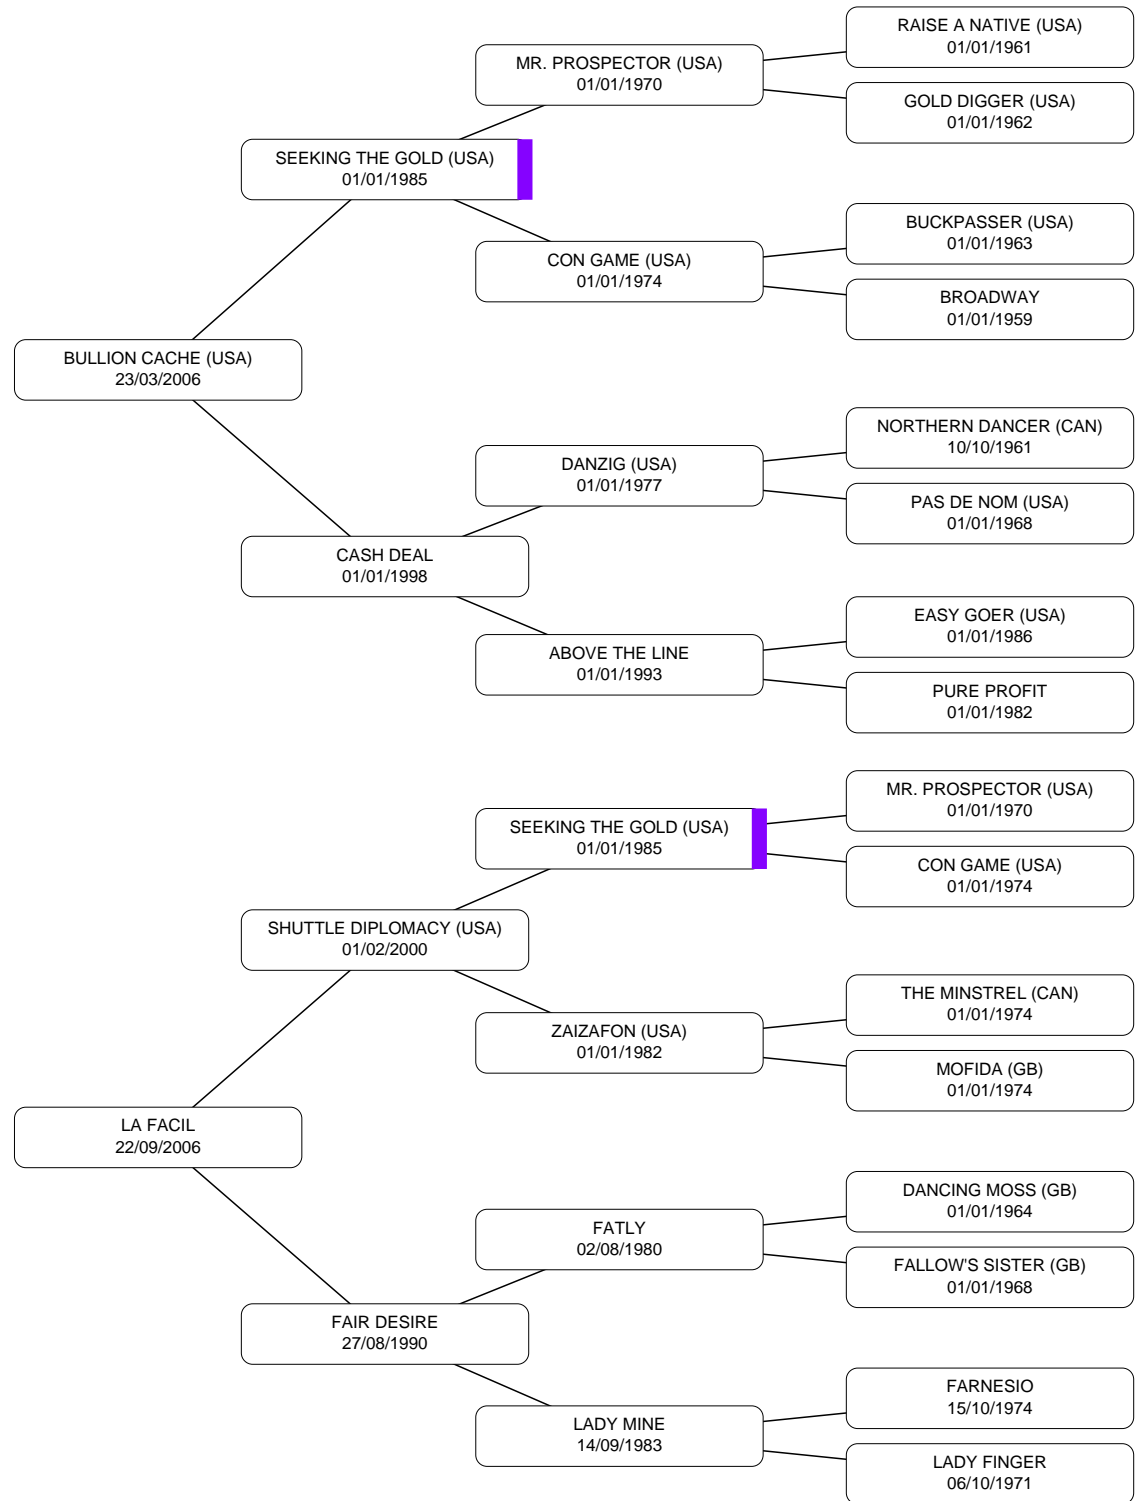 RAISE A NATIVE (USA)
01/01/1961
MR. PROSPECTOR (USA)
01/01/1970
GOLD DIGGER (USA)
01/01/1962
SEEKING THE GOLD (USA)
01/01/1985
BUCKPASSER (USA)
01/01/1963
CON GAME (USA)
01/01/1974
BROADWAY
01/01/1959
BULLION CACHE (USA)
23/03/2006
NORTHERN DANCER (CAN)
10/10/1961
DANZIG (USA)
01/01/1977
PAS DE NOM (USA)
01/01/1968
CASH DEAL
01/01/1998
EASY GOER (USA)
01/01/1986
ABOVE THE LINE
01/01/1993
PURE PROFIT
01/01/1982
MR. PROSPECTOR (USA)
01/01/1970
SEEKING THE GOLD (USA)
01/01/1985
CON GAME (USA)
01/01/1974
SHUTTLE DIPLOMACY (USA)
01/02/2000
THE MINSTREL (CAN)
01/01/1974
ZAIZAFON (USA)
01/01/1982
MOFIDA (GB)
01/01/1974
LA FACIL
22/09/2006
DANCING MOSS (GB)
01/01/1964
FATLY
02/08/1980
FALLOW'S SISTER (GB)
01/01/1968
FAIR DESIRE
27/08/1990
FARNESIO
15/10/1974
LADY MINE
14/09/1983
LADY FINGER
06/10/1971